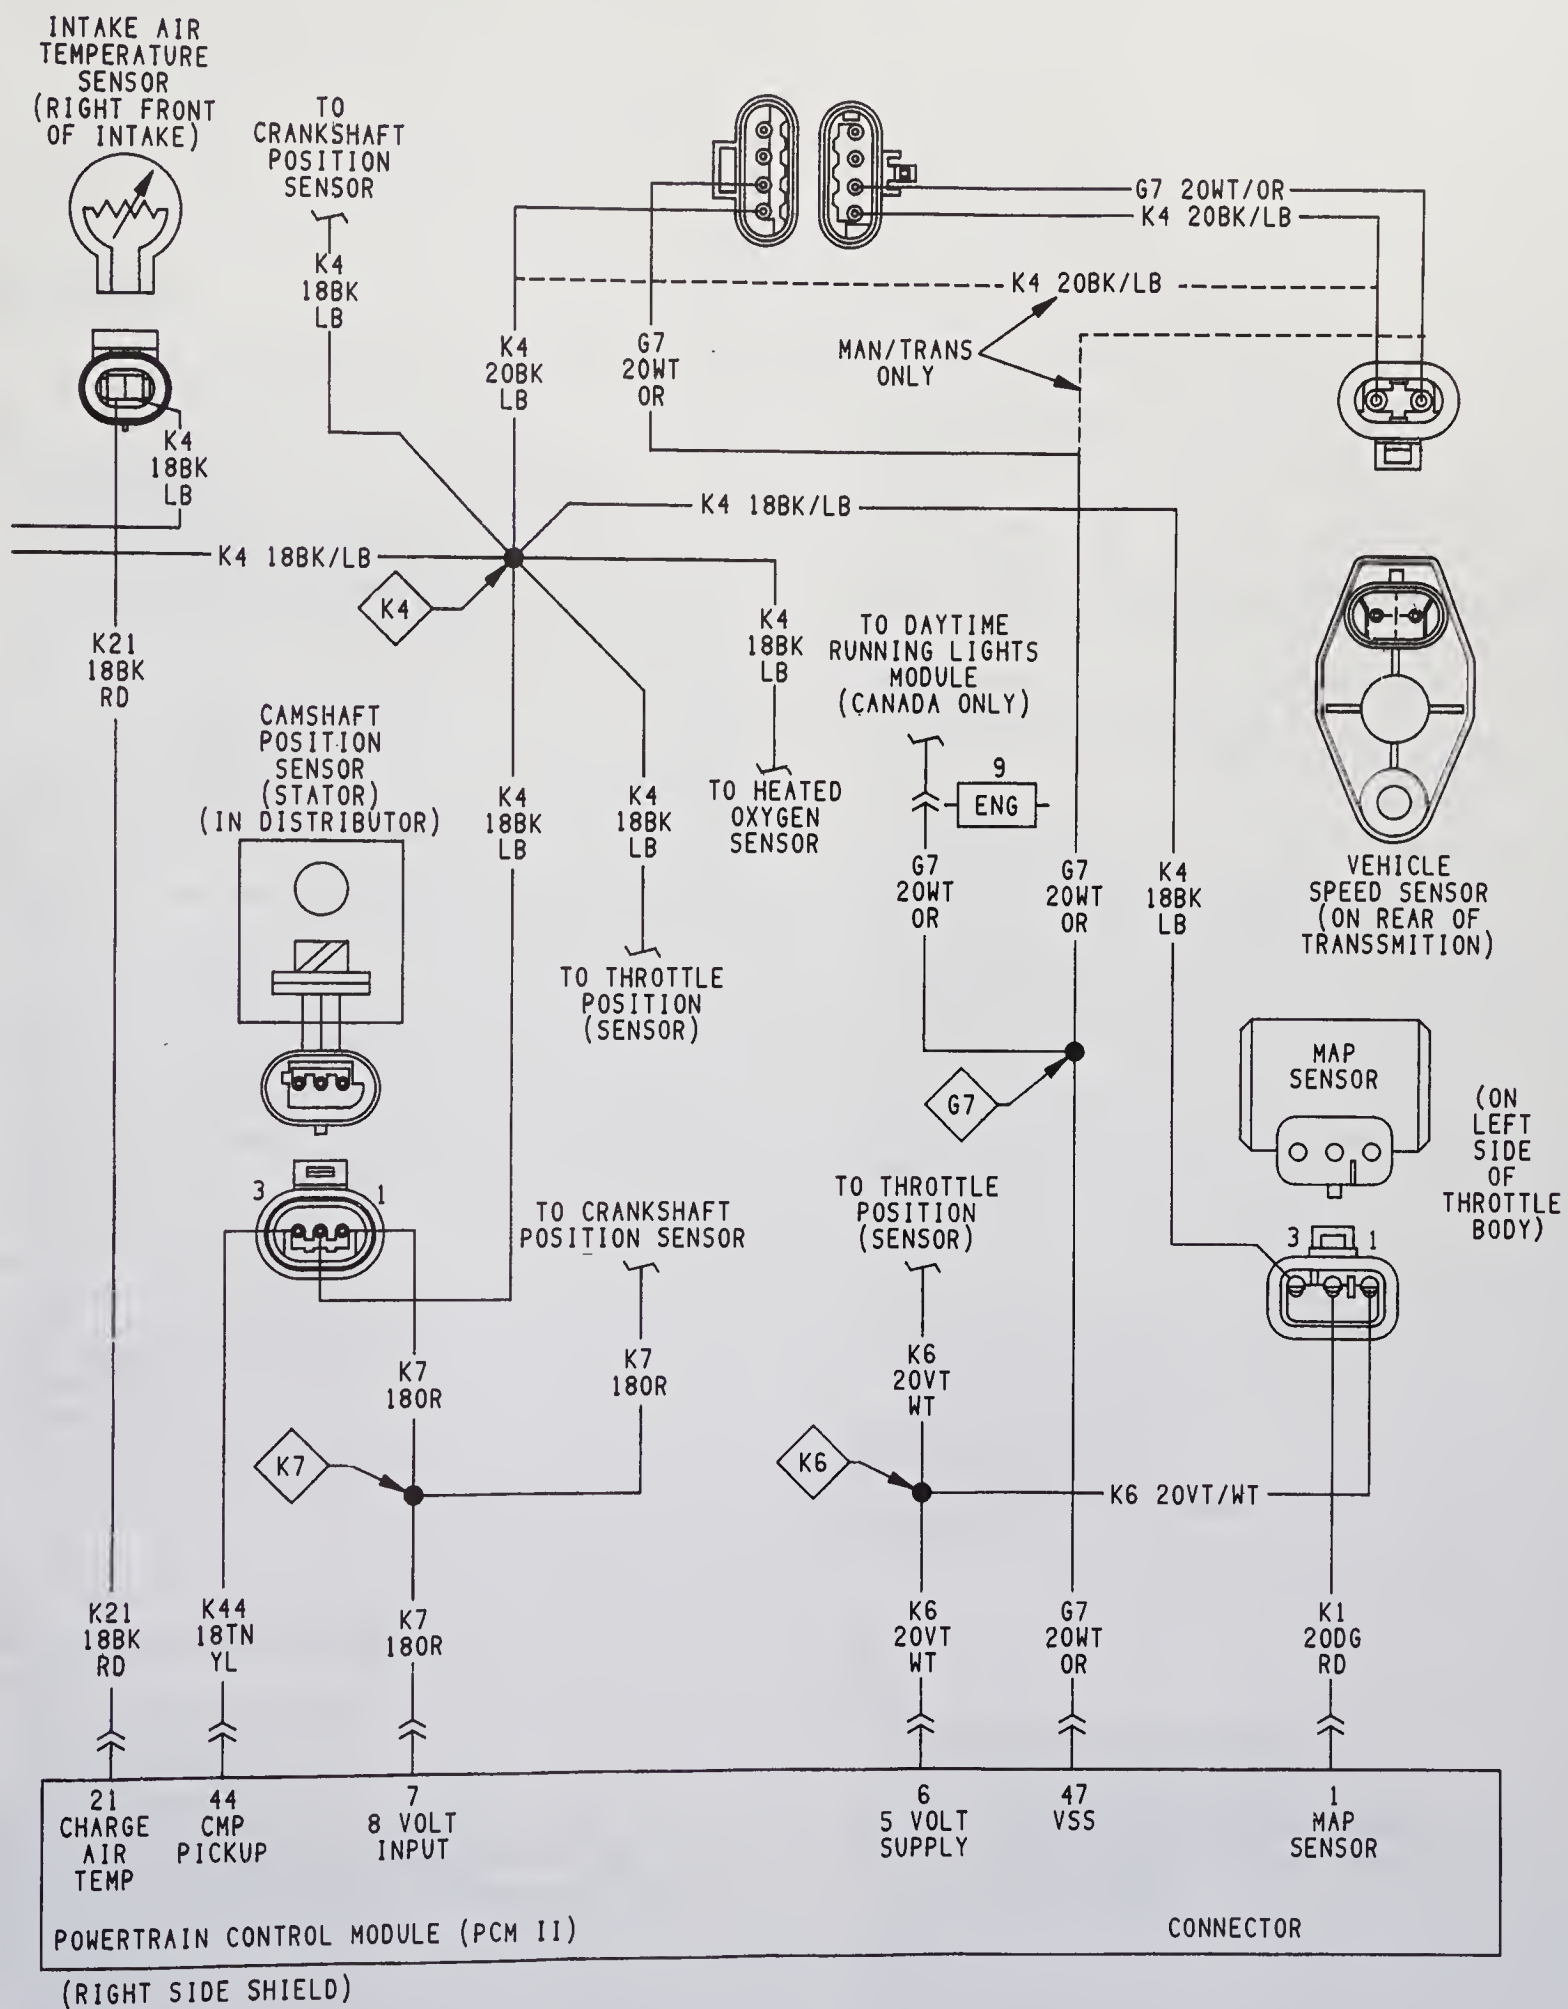 INTAKE AIR
TEMPERATURE
SENSOR
(RIGHT FRONT
OF INTAKE)
TO
CRANKSHAFT
POSITION
SENSOR
K4
18BK
LB
G7 20WT/OR
K4 20BK/LB
K4 20BK/LB
MAN/TRANS
ONLY
K4
20BK
LB
G7
20WT
OR
K4
18BK
LB
K4 18BK/LB
K4 18BK/LB
K4
K21
18BK
RD
K4
18BK
LB
TO DAYTIME
RUNNING LIGHTS
MODULE
(CANADA ONLY)
CAMSHAFT
POSITION
SENSOR
(STATOR)
(IN DISTRIBUTOR)
9
ENG
TO HEATED
OXYGEN
SENSOR
K4
18BK
LB
K4
18BK
LB
G7
20WT
OR
G7
20WT
OR
K4
18BK
LB
VEHICLE
SPEED SENSOR
(ON REAR OF
TRANSSMITION)
TO THROTTLE
POSITION
(SENSOR)
MAP
SENSOR
(ON
LEFT
SIDE
OF
THROTTLE
BODY)
G7
3
1
TO CRANKSHAFT
POSITION SENSOR
TO THROTTLE
POSITION
(SENSOR)
3
1
K7
18OR
K7
18OR
K6
20VT
WT
K7
K6
K6 20VT/WT
K21
18BK
RD
K44
18TN
YL
K7
18OR
K6
20VT
WT
G7
20WT
OR
K1
20DG
RD
21
CHARGE
AIR
TEMP
44
CMP
PICKUP
7
8 VOLT
INPUT
6
5 VOLT
SUPPLY
47
VSS
1
MAP
SENSOR
POWERTRAIN CONTROL MODULE (PCM II)
CONNECTOR
(RIGHT SIDE SHIELD)